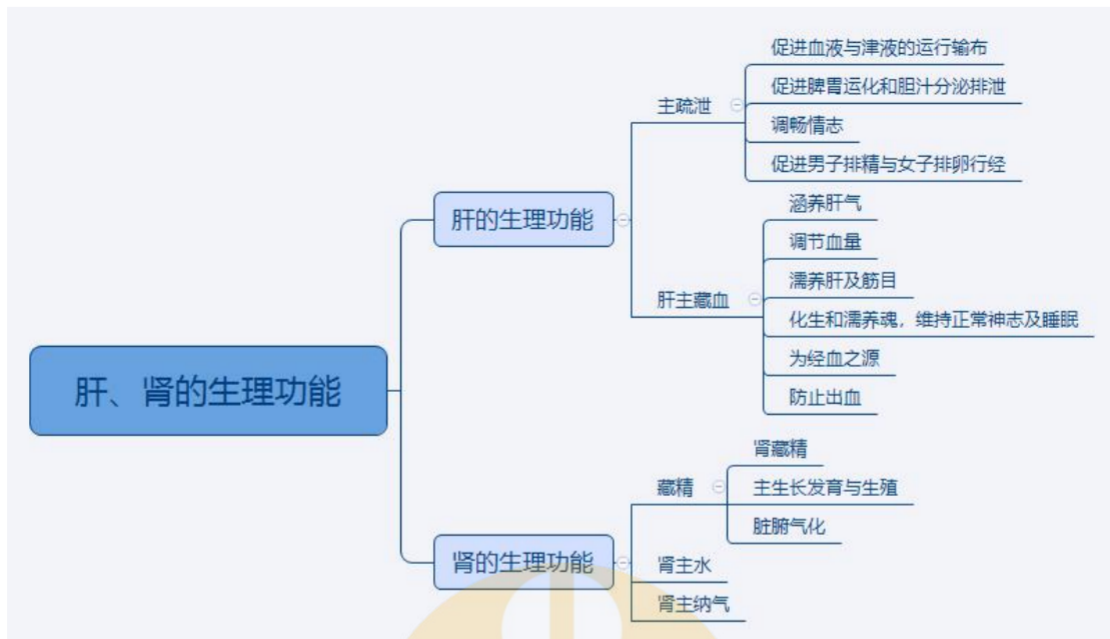 肝、肾的生理功能
肝的生理功能
主疏泄
促进血液与津液的运行输布
促进脾胃运化和胆汁分泌排泄
调畅情志
促进男子排精与女子排卵行经
肝主藏血
涵养肝气
调节血量
濡养肝及筋目
化生和濡养魂，维持正常神志及睡眠
为经血之源
防止出血
肾的生理功能
藏精
肾藏精
主生长发育与生殖
脏腑气化
肾主水
肾主纳气